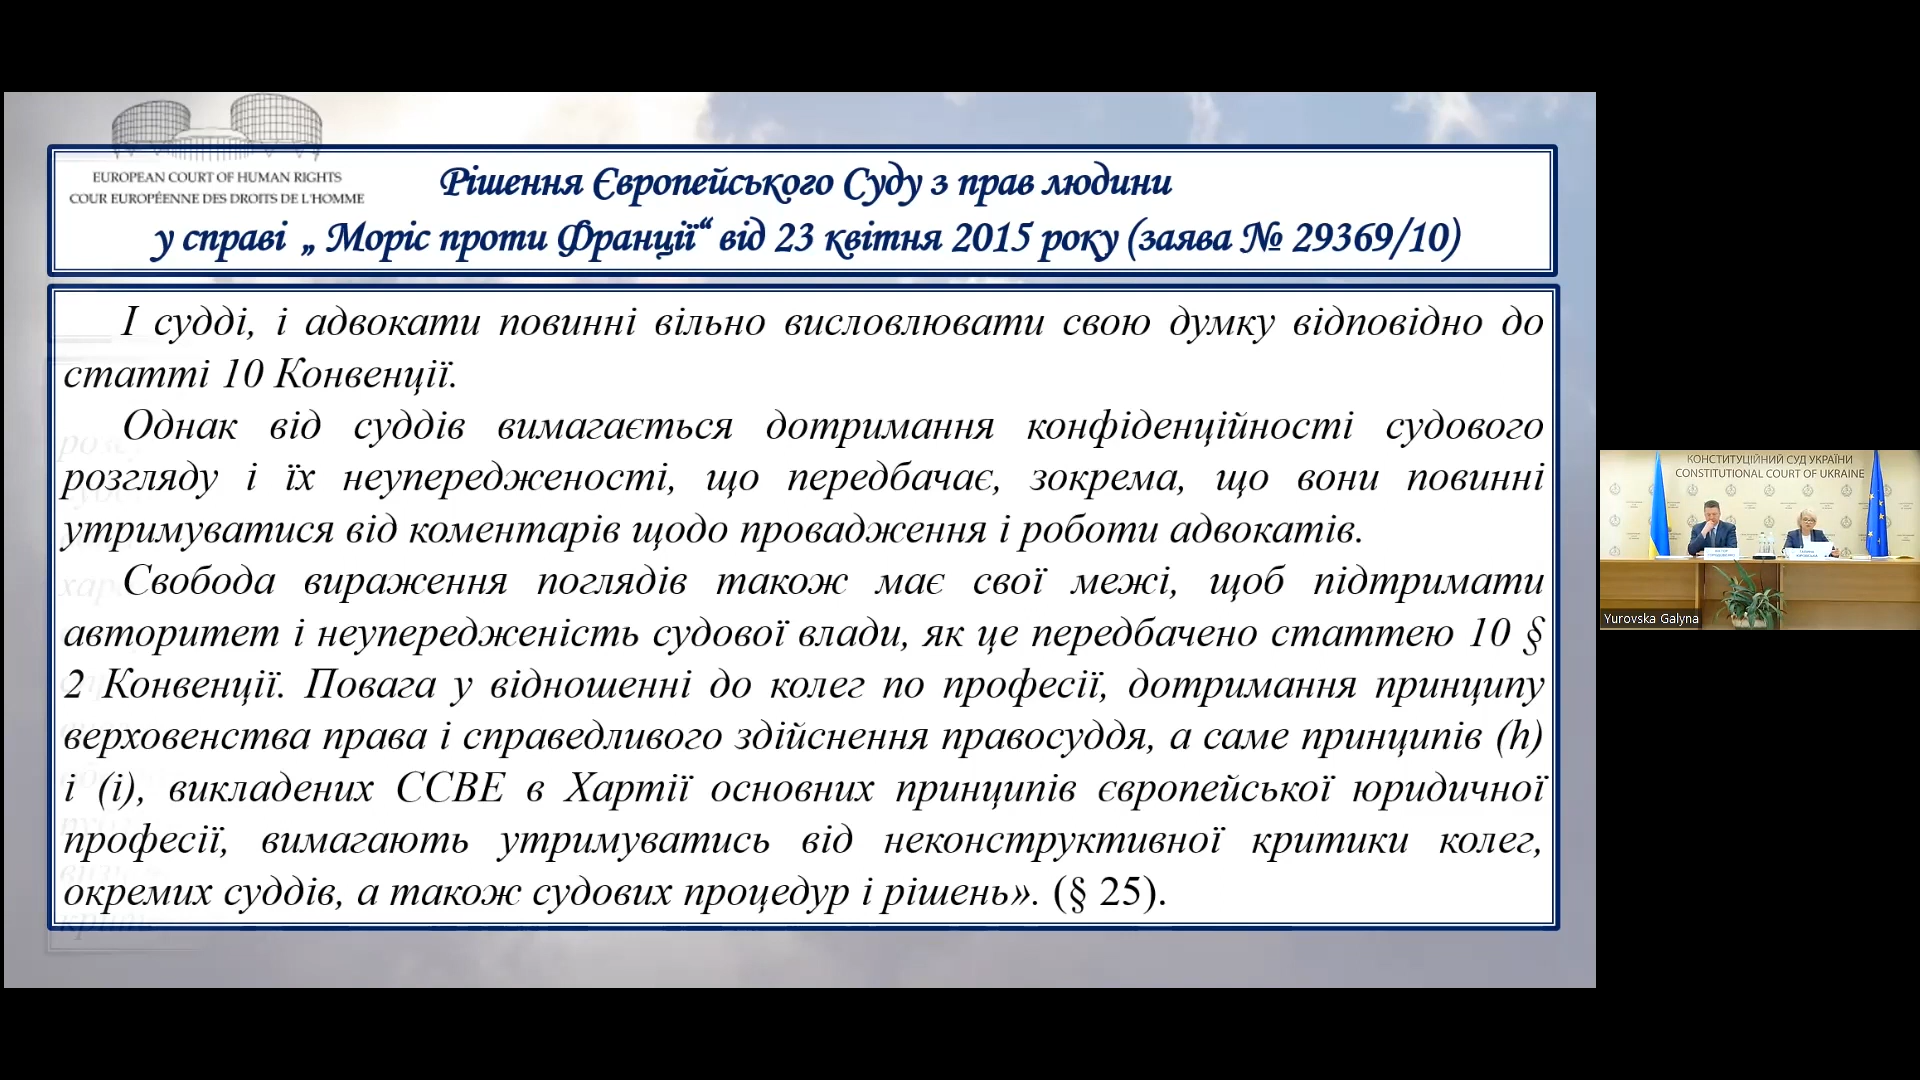 EUROPEAN COURT OF HUMAN RIGHTS
COUR EUROPÉENNE DES DROITS DE L'HOMME
Рішення Європейського Суду з прав людини
у справі „ Моріс проти Франції“ від 23 квітня 2015 року (заява № 29369/10)
І судді, і адвокати повинні вільно висловлювати свою думку відповідно до
статті 10 Конвенції.
Однак від суддів вимагається дотримання конфіденційності судового
розгляду і їх неупередженості, що передбачає, зокрема, що вони повинні
утримуватися від коментарів щодо провадження і роботи адвокатів.
Свобода вираження поглядів також має свої межі, щоб підтримати
авторитет і неупередженість судової влади, як це передбачено статтею 10 §
2 Конвенції. Повага у відношенні до колег по професії, дотримання принципу
верховенства права і справедливого здійснення правосуддя, а саме принципів (h)
і (i), викладених CCBE в Хартії основних принципів європейської юридичної
професії, вимагають утримуватись від неконструктивної критики колег,
окремих суддів, а також судових процедур і рішень». (§ 25).
КОНСТИТУЦІЙНИЙ СУД УКРАЇНИ
CONSTITUTIONAL COURT OF UKRAINE
Yurovska Galyna